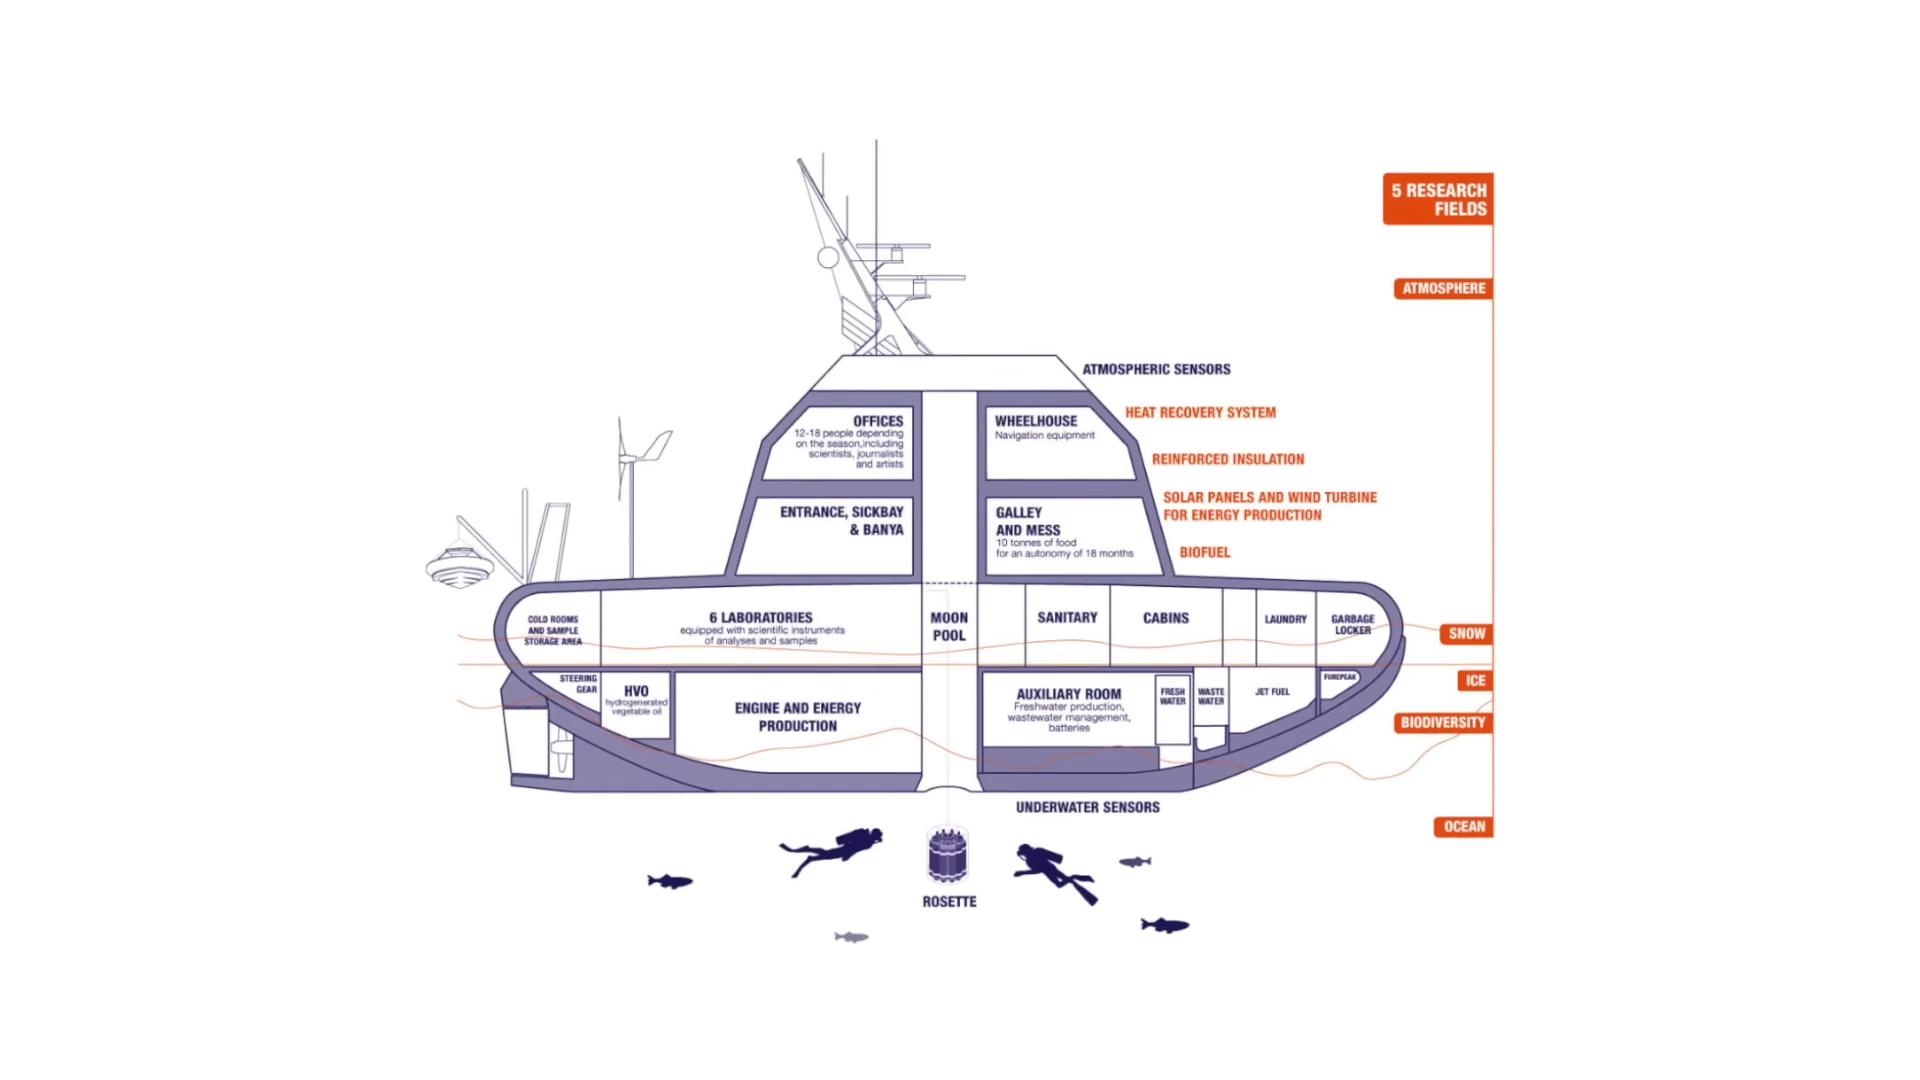 5 RESEARCH
FIELDS
ATMOSPHERE
ATMOSPHERIC SENSORS
HEAT RECOVERY SYSTEM
OFFICES
12-18 people depending
on the season,including
scientists, journalists
and artists
WHEELHOUSE
Navigation equipment
REINFORCED INSULATION
SOLAR PANELS AND WIND TURBINE
FOR ENERGY PRODUCTION
ENTRANCE, SICKBAY
& BANYA
GALLEY
AND MESS
10 tonnes of food
for an autonomy of 18 months
BIOFUEL
COLD ROOMS
AND SAMPLE
STORAGE AREA
6 LABORATORIES
equipped with scientific instruments
of analyses and samples
MOON
POOL
SANITARY
CABINS
LAUNDRY
GARBAGE
LOCKER
SNOW
STEERING
GEAR
HVO
hydrogenerated
vegetable oil
ENGINE AND ENERGY
PRODUCTION
AUXILIARY ROOM
Freshwater production,
wastewater management,
batteries
FRESH
WATER
WASTE
WATER
JET FUEL
FOREPEAK
ICE
BIODIVERSITY
UNDERWATER SENSORS
OCEAN
ROSETTE